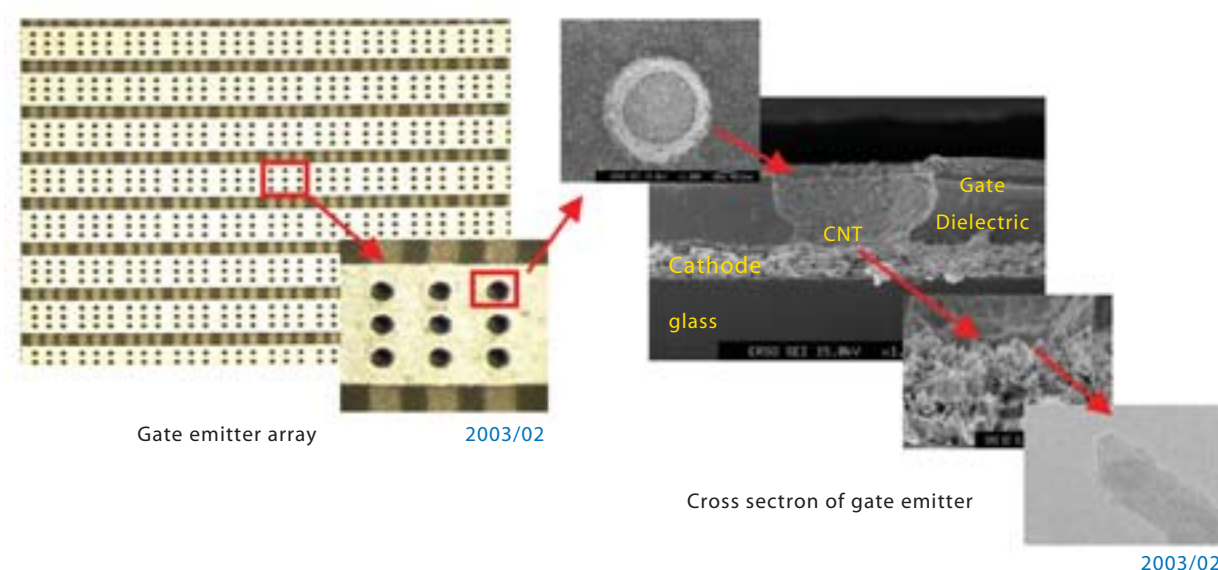 Gate
Dielectric
CNT
Cathode
glass
Gate emitter array
2003/02
Cross sectron of gate emitter
2003/02